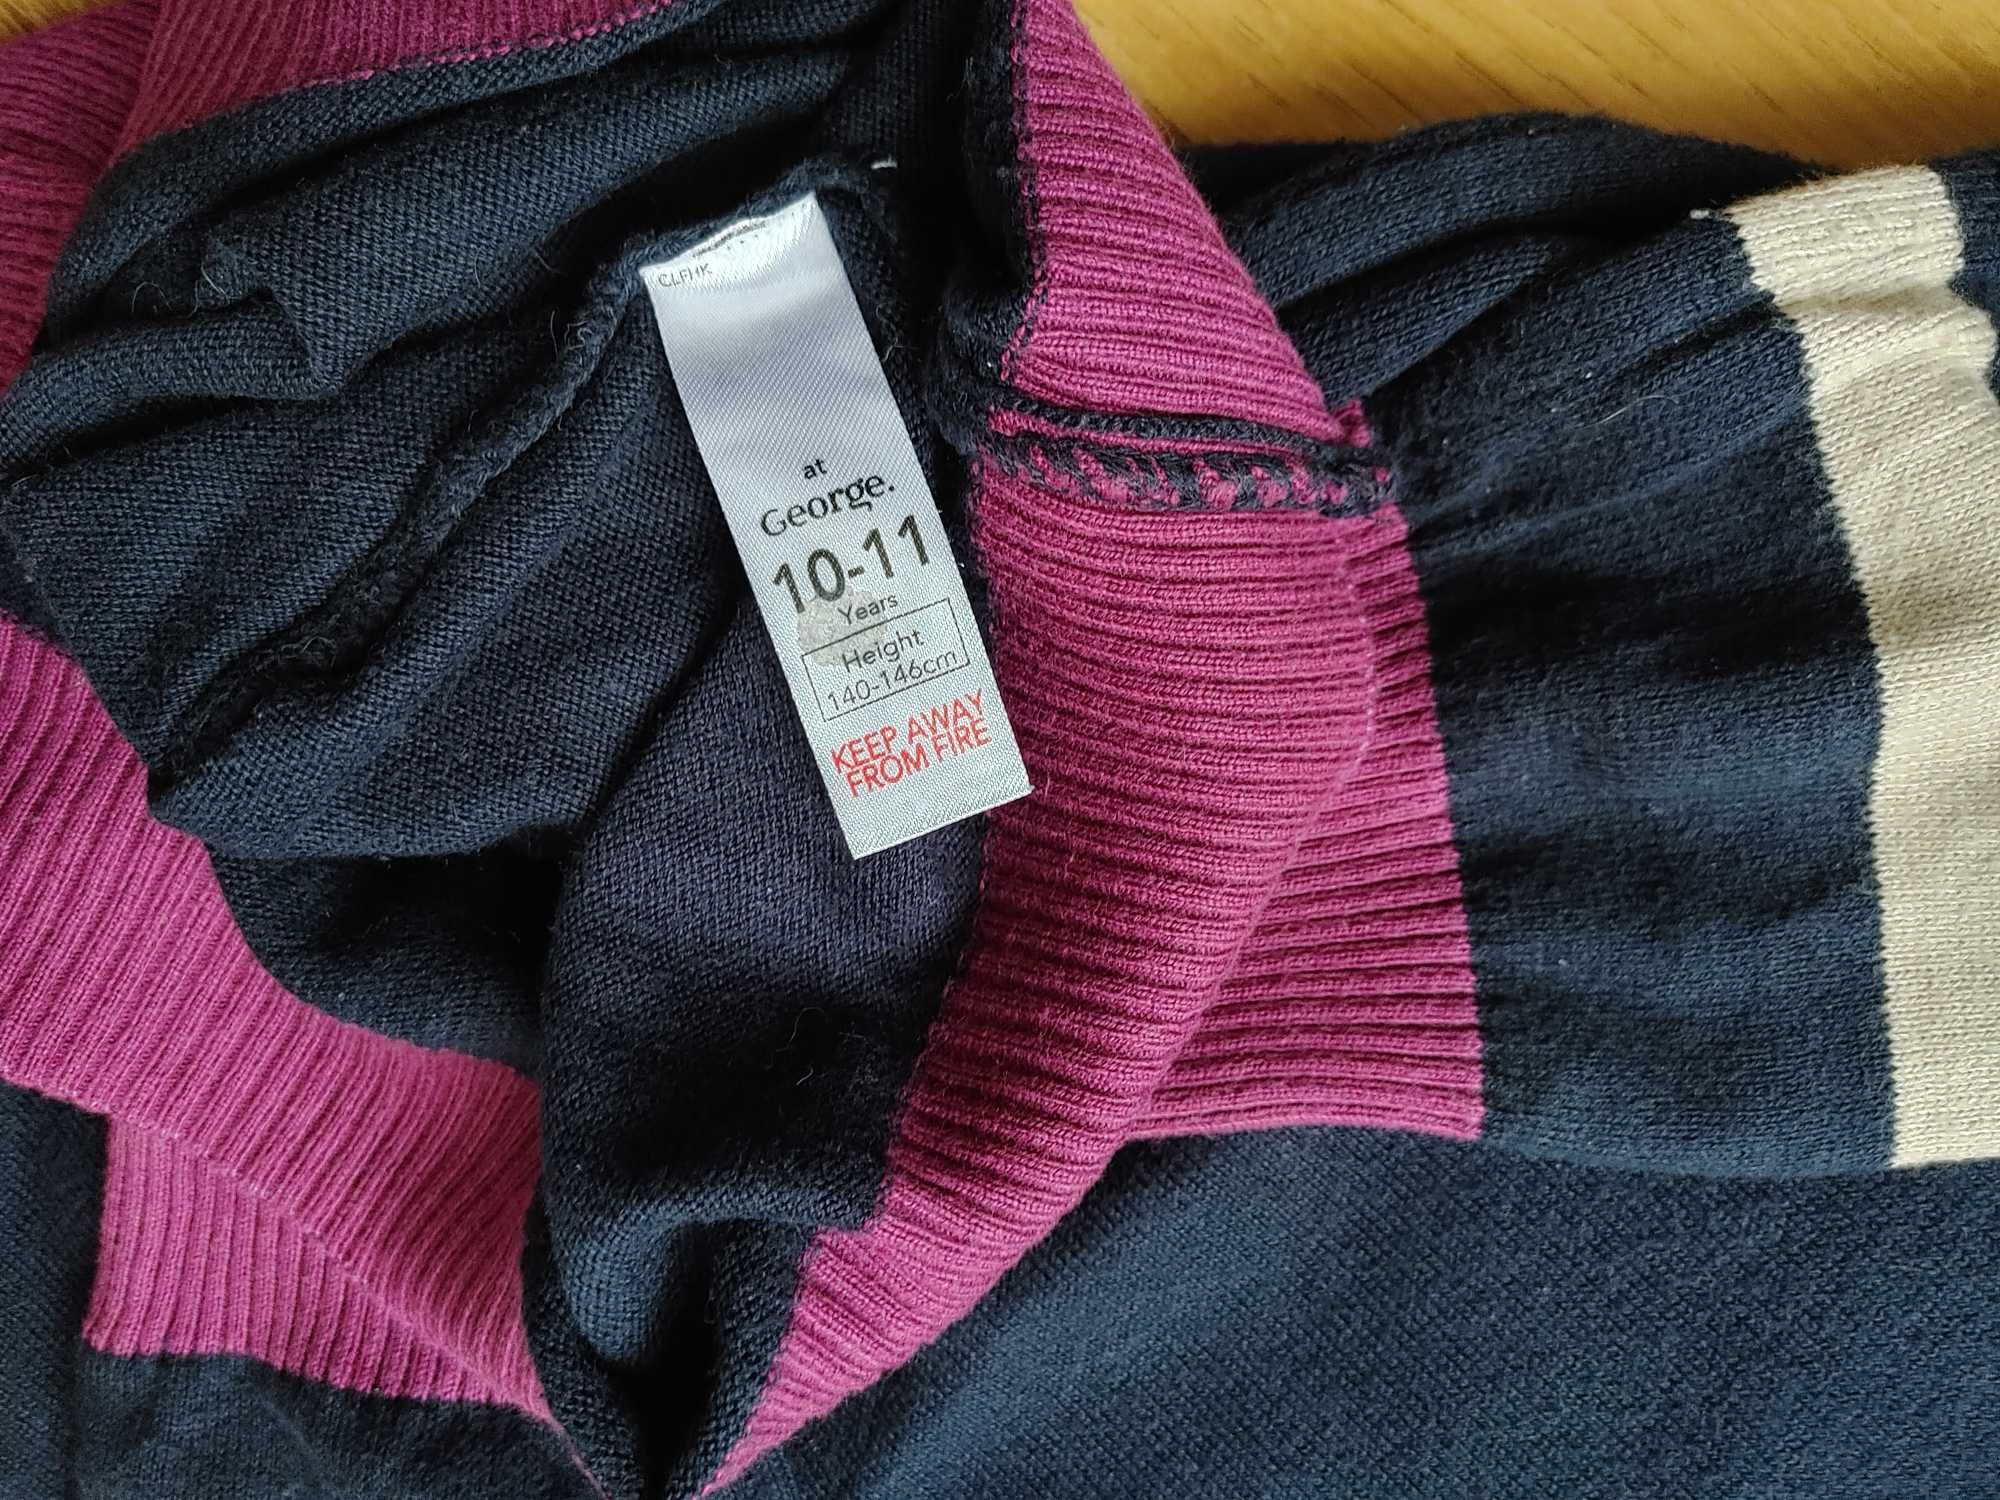 CLFHK
at
George.
10-11
Years
Height
140-146cm
KEEP AWAY
FROM FIRE